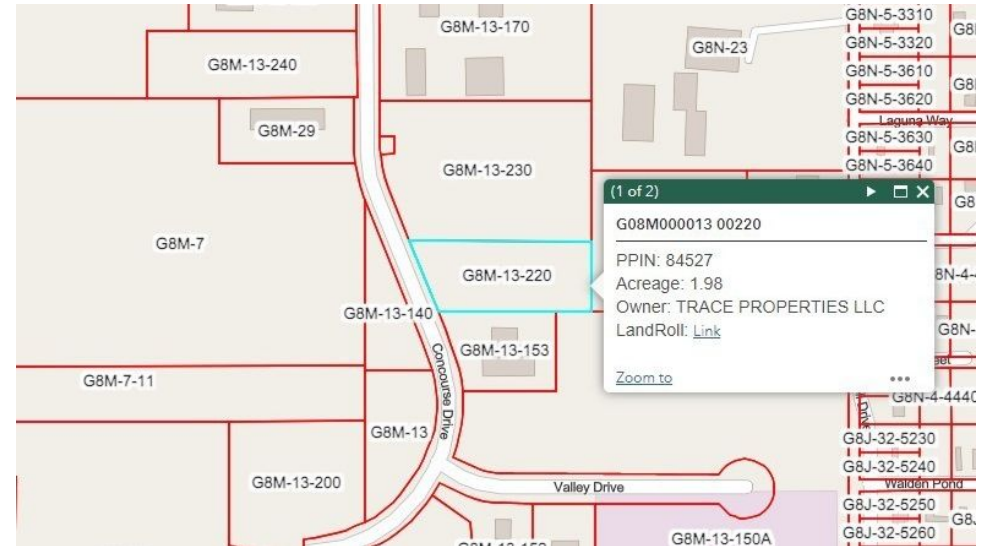 G8M-13-170
G8N-5-3310
G8N-23
G8N-5-3320
G8M-13-240
G8N-5-3610
G8N-5-3620
Laguna Way
G8M-29
G8N-5-3630
G8N-5-3640
G8M-13-230
(1 of 2)
G08M000013 00220
G8M-7
PPIN: 84527
Acreage: 1.98
Owner: TRACE PROPERTIES LLC
LandRoll: Link
Zoom to
G8M-13-220
G8M-13-140
G8M-13-153
Concourse Drive
G8M-7-11
G8N-4-4440
G8M-13
G8J-32-5230
G8J-32-5240
Walden Pond
G8M-13-200
Valley Drive
G8J-32-5250
G8J-32-5260
G8M-13-150A